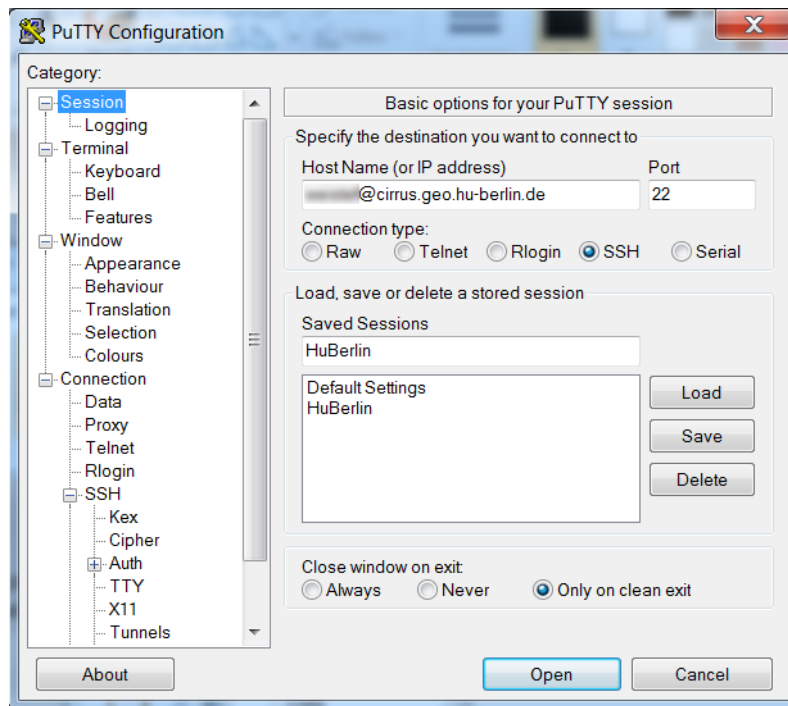 PuTTY Configuration
Category:
Session
Logging
Terminal
Keyboard
Bell
Features
Window
Appearance
Behaviour
Translation
Selection
Colours
Connection
Data
Proxy
Telnet
Rlogin
SSH
Kex
Cipher
Auth
TTY
X11
Tunnels
About
Basic options for your PuTTY session
Specify the destination you want to connect to
Host Name (or IP address) Port
@cirrus.geo.hu-berlin.de 22
Connection type:
Raw Telnet Rlogin SSH Serial
Load, save or delete a stored session
Saved Sessions
HuBerlin
Default Settings
HuBerlin
Load
Save
Delete
Close window on exit:
Always Never Only on clean exit
Open Cancel